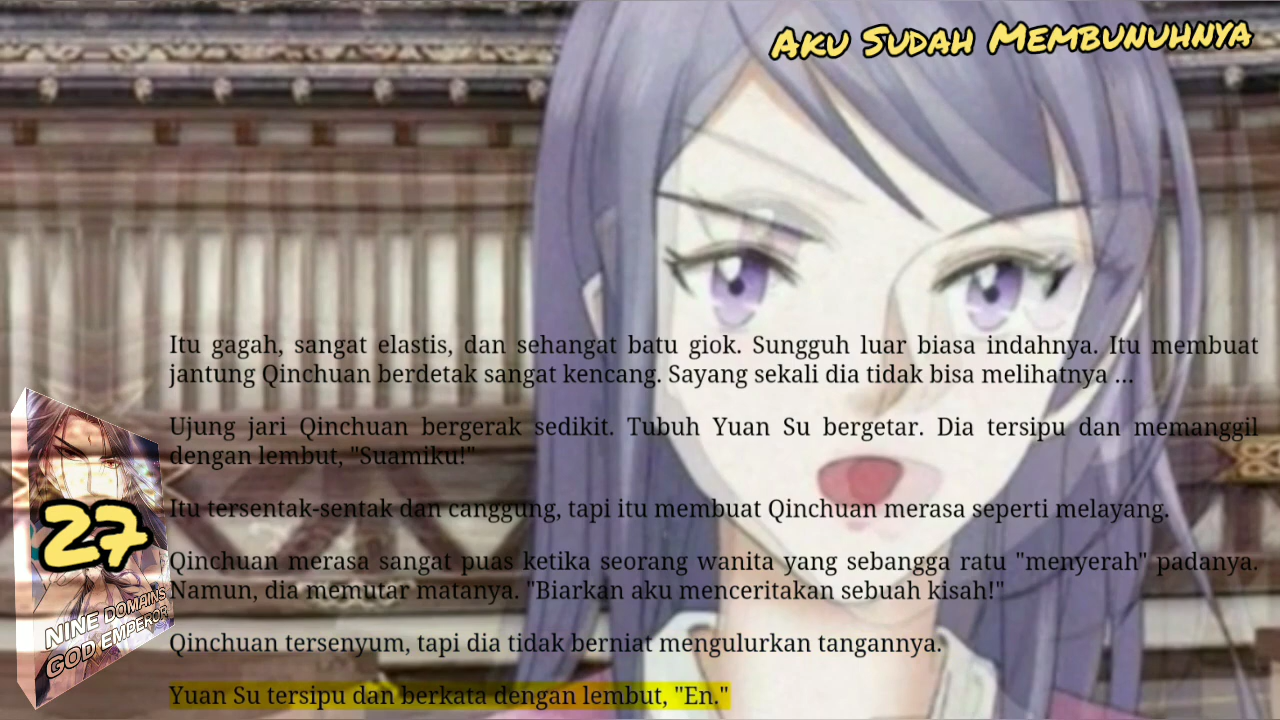 Aku Sudah Membunuhnya
Itu gagah, sangat elastis, dan sehangat batu giok. Sungguh luar biasa indahnya. Itu membuat
jantung Qinchuan berdetak sangat kencang. Sayang sekali dia tidak bisa melihatnya ...
Ujung jari Qinchuan bergerak sedikit. Tubuh Yuan Su bergetar. Dia tersipu dan memanggil
dengan lembut, "Suamiku!"
Itu tersentak-sentak dan canggung, tapi itu membuat Qinchuan merasa seperti melayang.
Qinchuan merasa sangat puas ketika seorang wanita yang sebangga ratu "menyerah" padanya.
Namun, dia memutar matanya. "Biarkan aku menceritakan sebuah kisah!"
Qinchuan tersenyum, tapi dia tidak berniat mengulurkan tangannya.
Yuan Su tersipu dan berkata dengan lembut, "En."
27
NINE DOMAINS
GOD EMPEROR